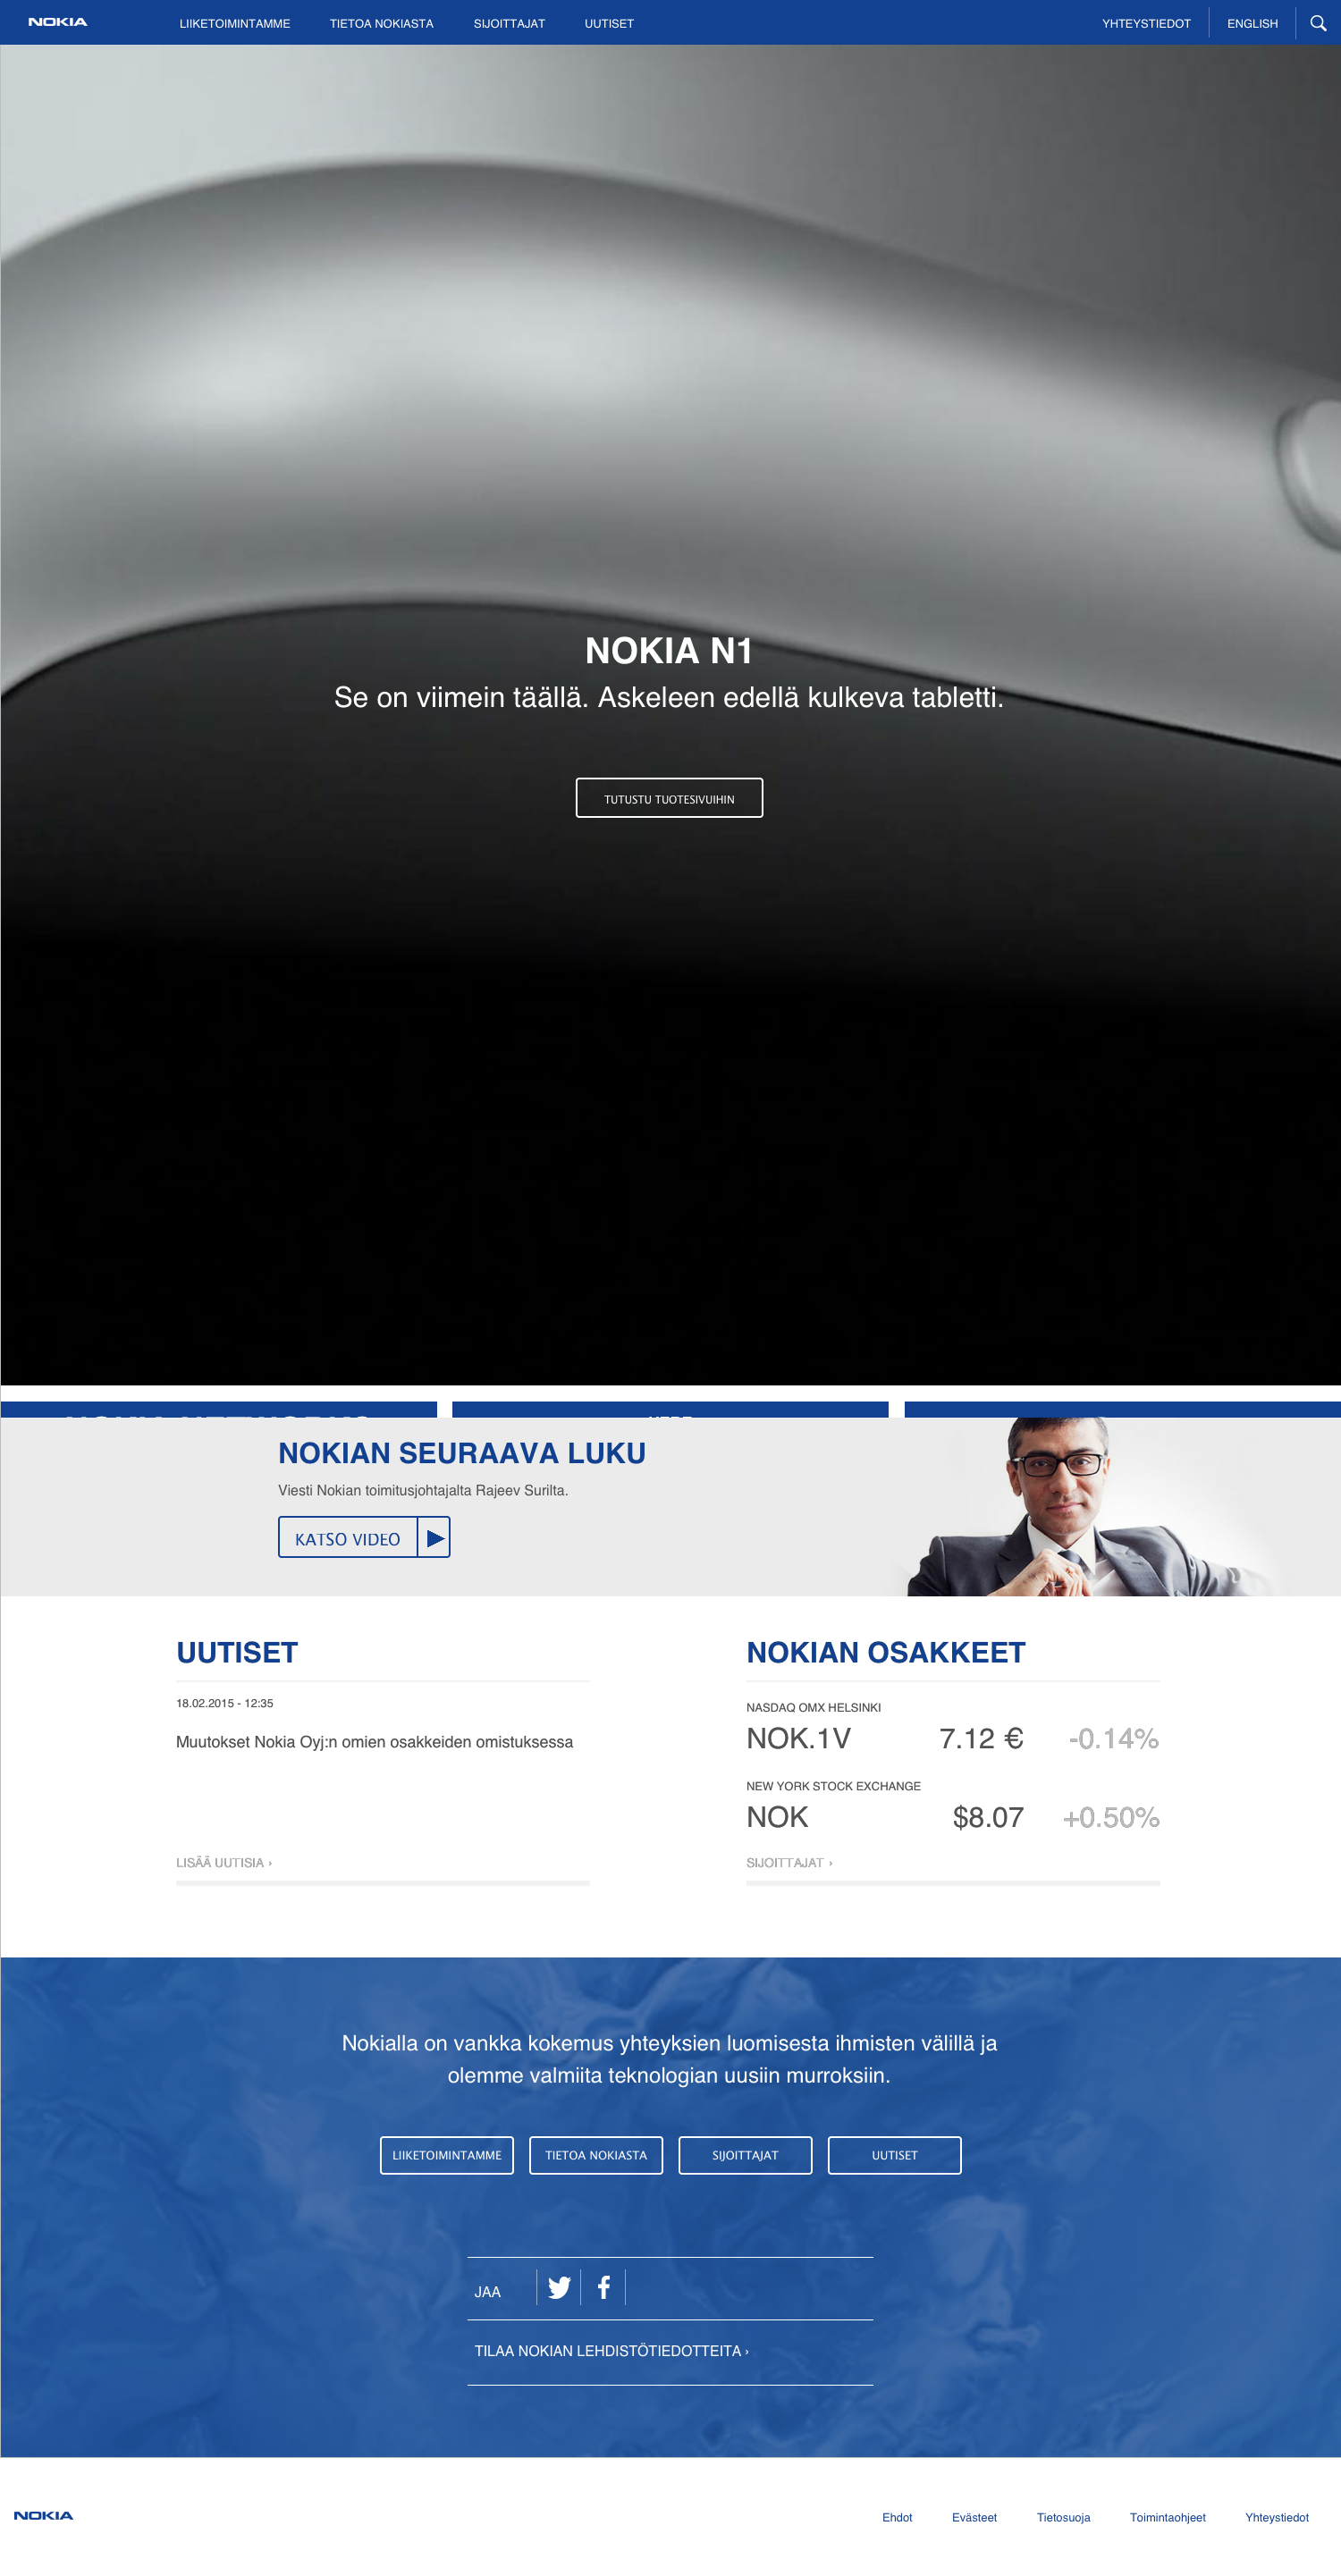 NOKIA
LIIKETOIMINTAMME
TIETOA NOKIASTA
SIJOITTAJAT
UUTISET
YHTEYSTIEDOT
ENGLISH
NOKIA N1
Se on viimein täällä. Askeleen edellä kulkeva tabletti.
TUTUSTU TUOTESIVUIHIN
NOKIAN SEURAAVA LUKU
Viesti Nokian toimitusjohtajalta Rajeev Surilta.
KATSO VIDEO
UUTISET
18.02.2015 - 12:35
Muutokset Nokia Oyj:n omien osakkeiden omistuksessa
LISÄÄ UUTISIA ›
NOKIAN OSAKKEET
NASDAQ OMX HELSINKI
NOK.1V 7.12 € -0.14%
NEW YORK STOCK EXCHANGE
NOK $8.07 +0.50%
SIJOITTAJAT ›
Nokialla on vankka kokemus yhteyksien luomisesta ihmisten välillä ja
olemme valmiita teknologian uusiin murroksiin.
LIIKETOIMINTAMME
TIETOA NOKIASTA
SIJOITTAJAT
UUTISET
JAA
TILAA NOKIAN LEHDISTÖTIEDOTTEITA ›
NOKIA
Ehdot
Evästeet
Tietosuoja
Toimintaohjeet
Yhteystiedot